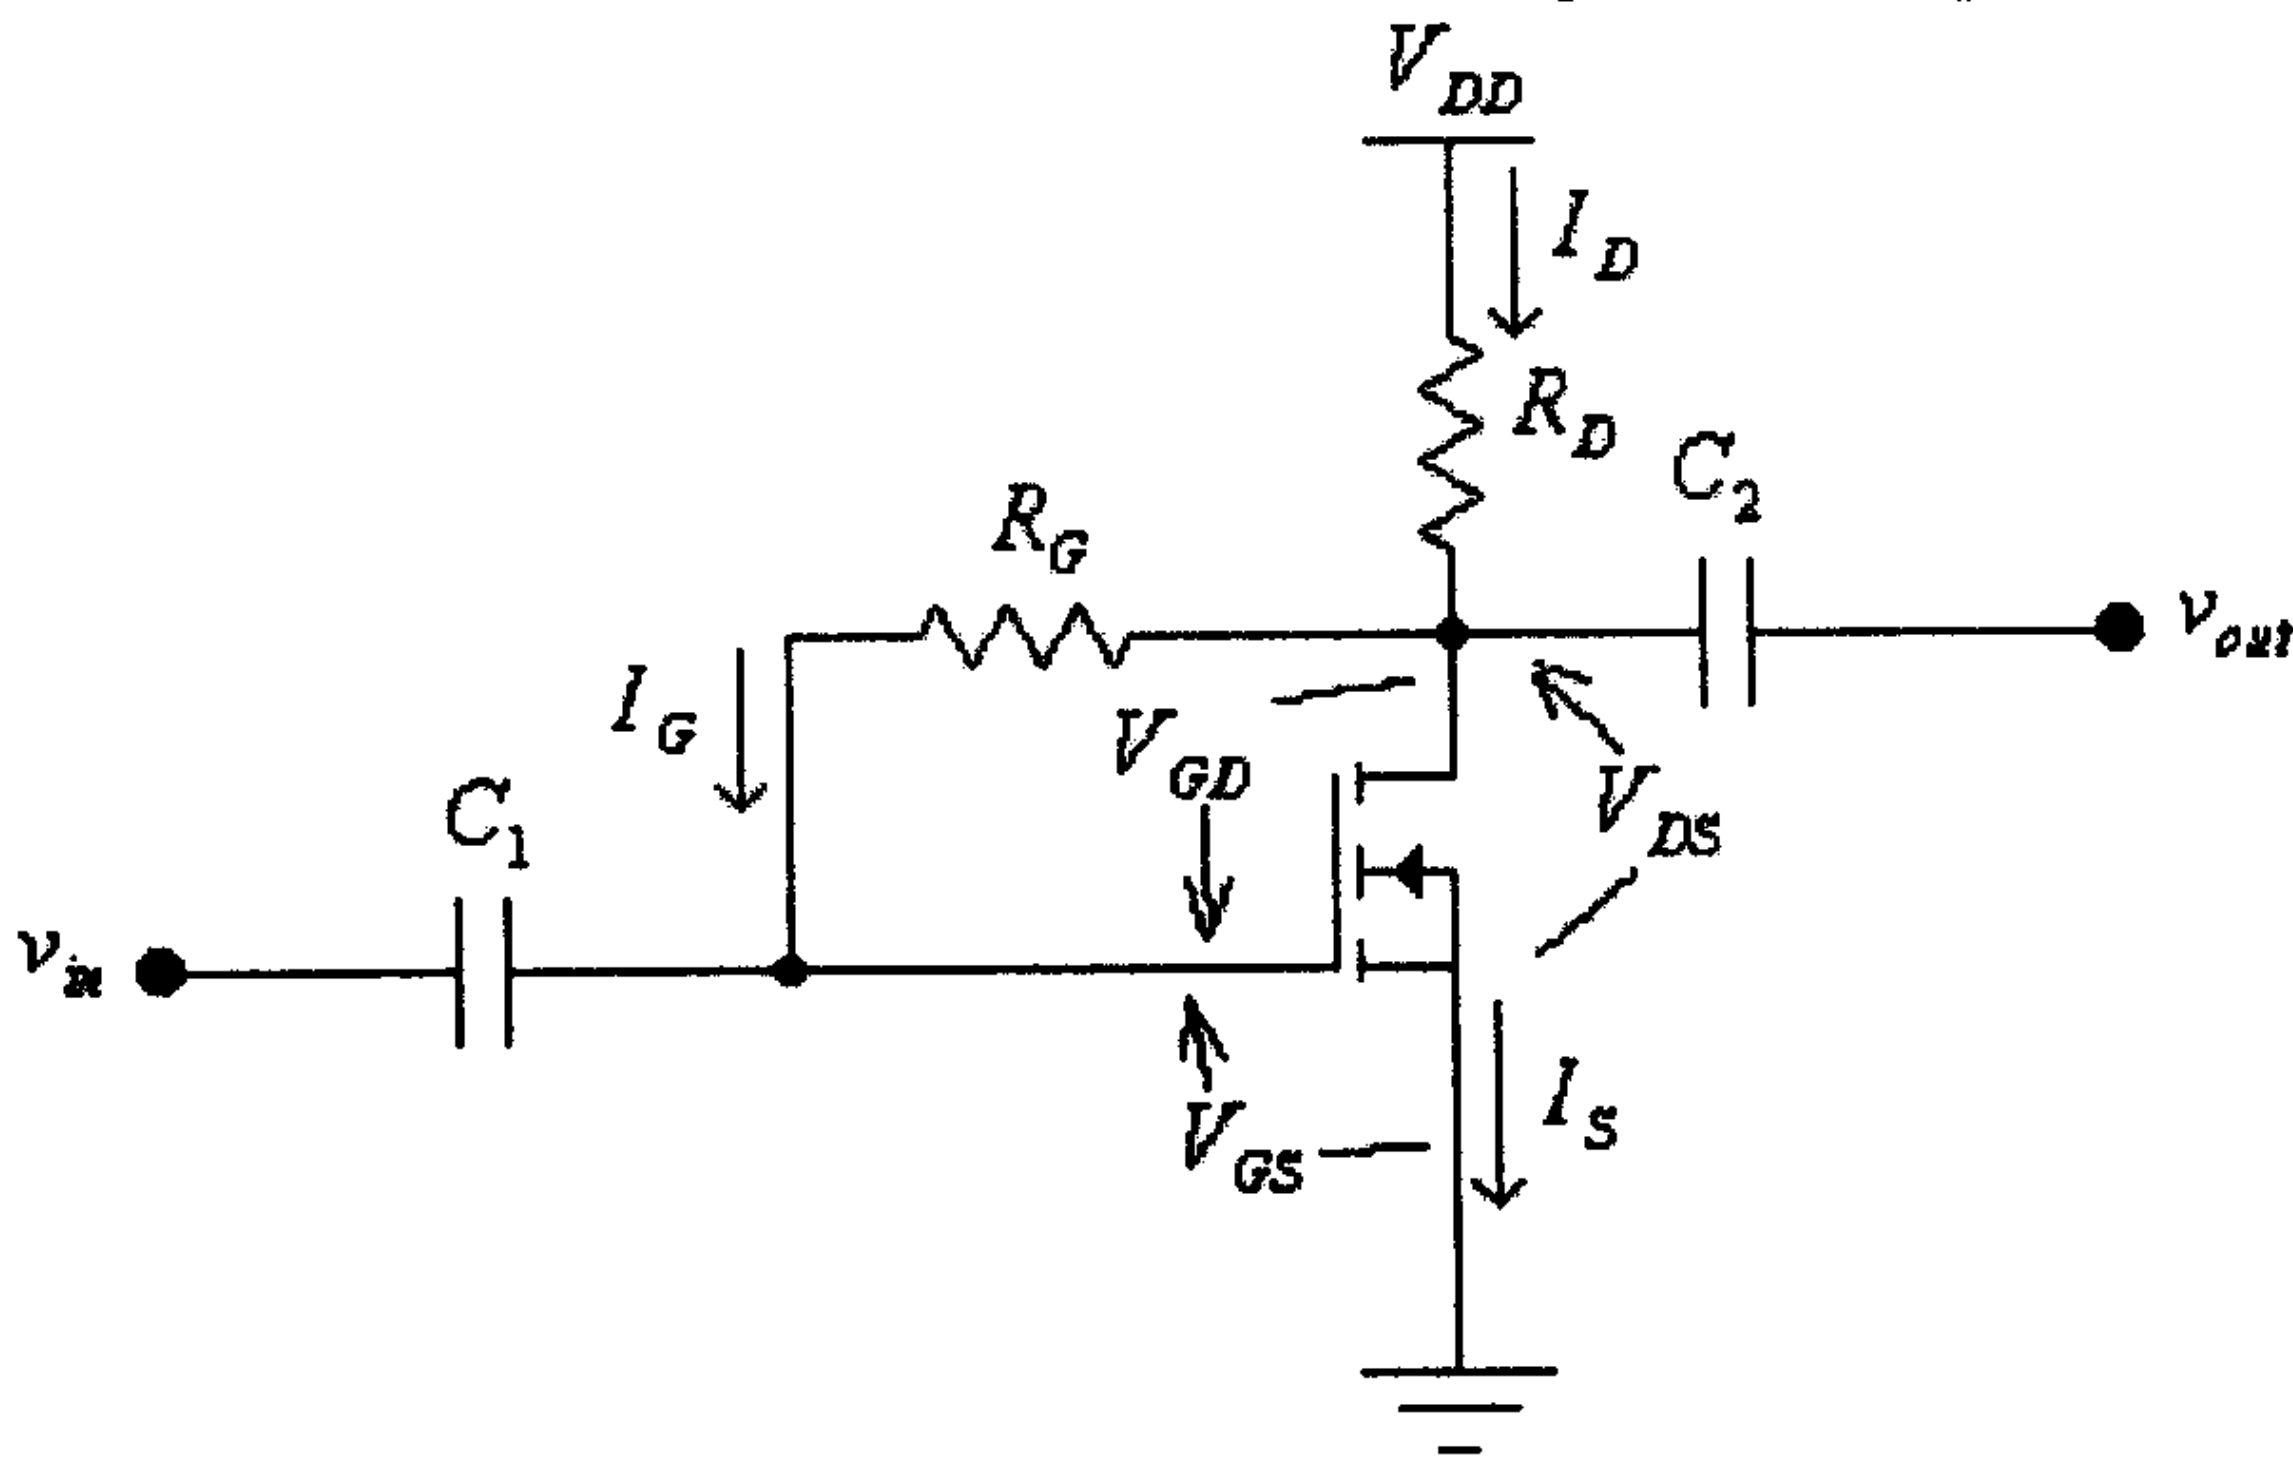 V_DD
I_D
R_D
C_2
R_G
v_out
I_G
V_GD
V_DS
C_1
v_in
V_GS
I_S